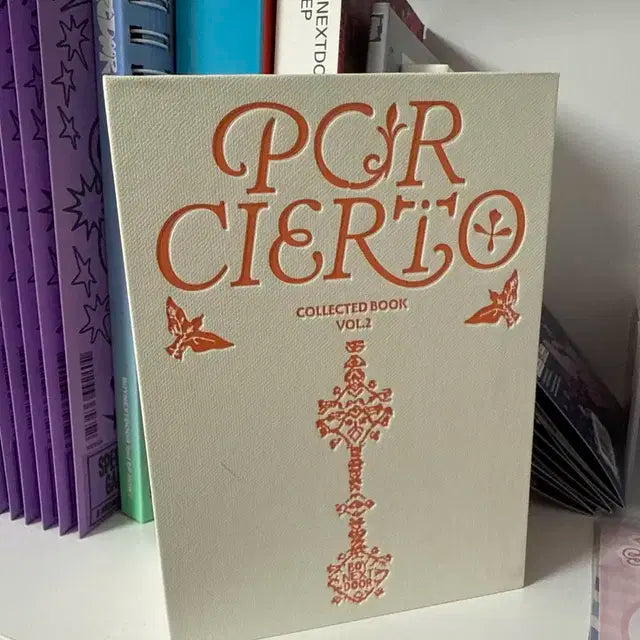 NEXTDO
EP
POR
CIERTO
COLLECTED BOOK
VOL.2
BOY
NEXT
DOOR